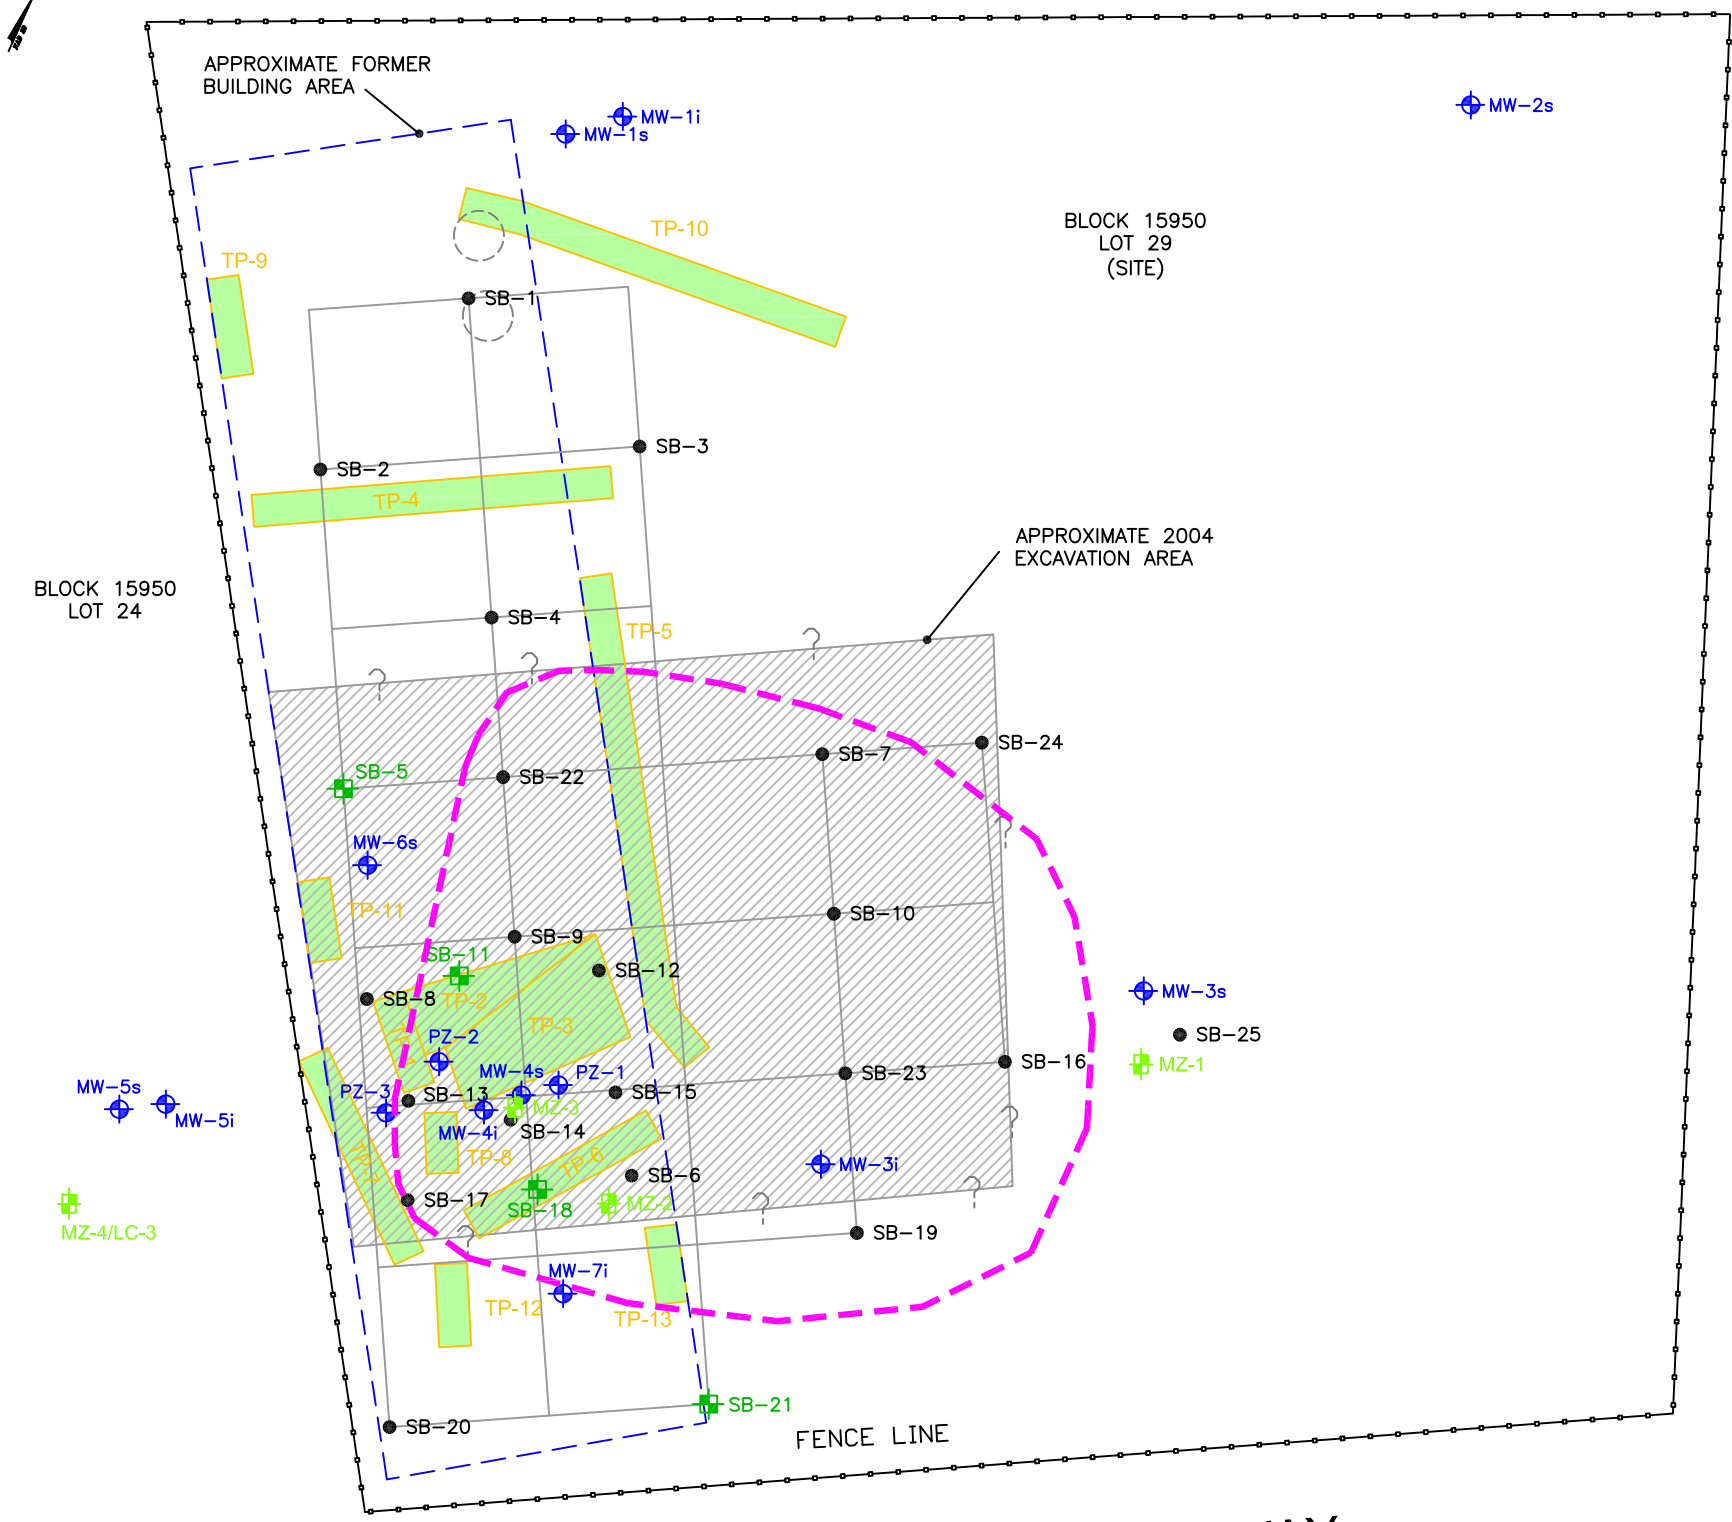 APPROXIMATE FORMER
BUILDING AREA
MW-1i
MW-1s
MW-2s
BLOCK 15950
LOT 29
(SITE)
TP-10
TP-9
SB-1
SB-3
SB-2
TP-4
APPROXIMATE 2004
EXCAVATION AREA
BLOCK 15950
LOT 24
SB-4
TP-5
?
?
?
SB-7
SB-24
SB-5
SB-22
?
MW-6s
TP-11
SB-10
SB-9
SB-11
SB-12
SB-8
TP-2
MW-3s
TP-3
SB-25
TP-1
PZ-2
SB-16
MZ-1
MW-4s
PZ-1
SB-23
PZ-3
SB-13
SB-15
MW-5s
MW-5i
MZ-3
?
MW-4i
SB-14
TP-8
TP-6
TP-7
MW-3i
SB-6
SB-17
SB-18
MZ-2
?
?
MZ-4/LC-3
SB-19
?
MW-7i
TP-12
TP-13
SB-21
SB-20
FENCE LINE